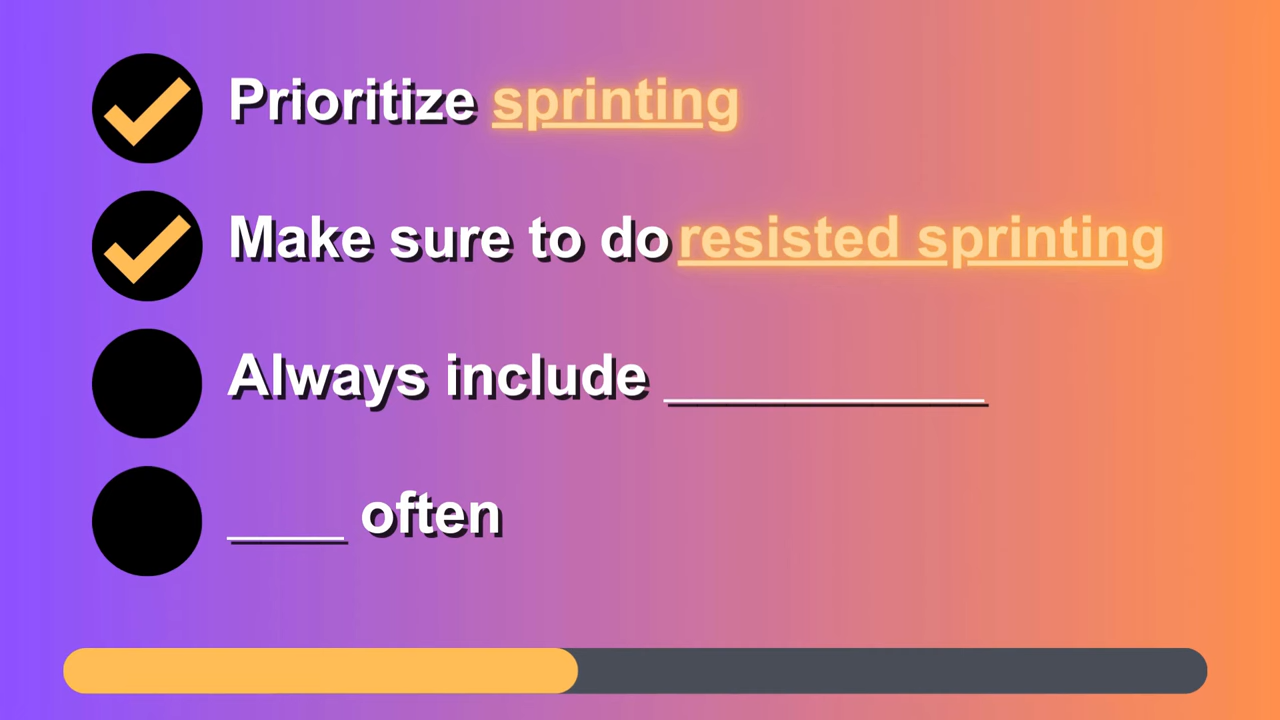 Prioritize sprinting
Make sure to do resisted sprinting
Always include ___________
____ often